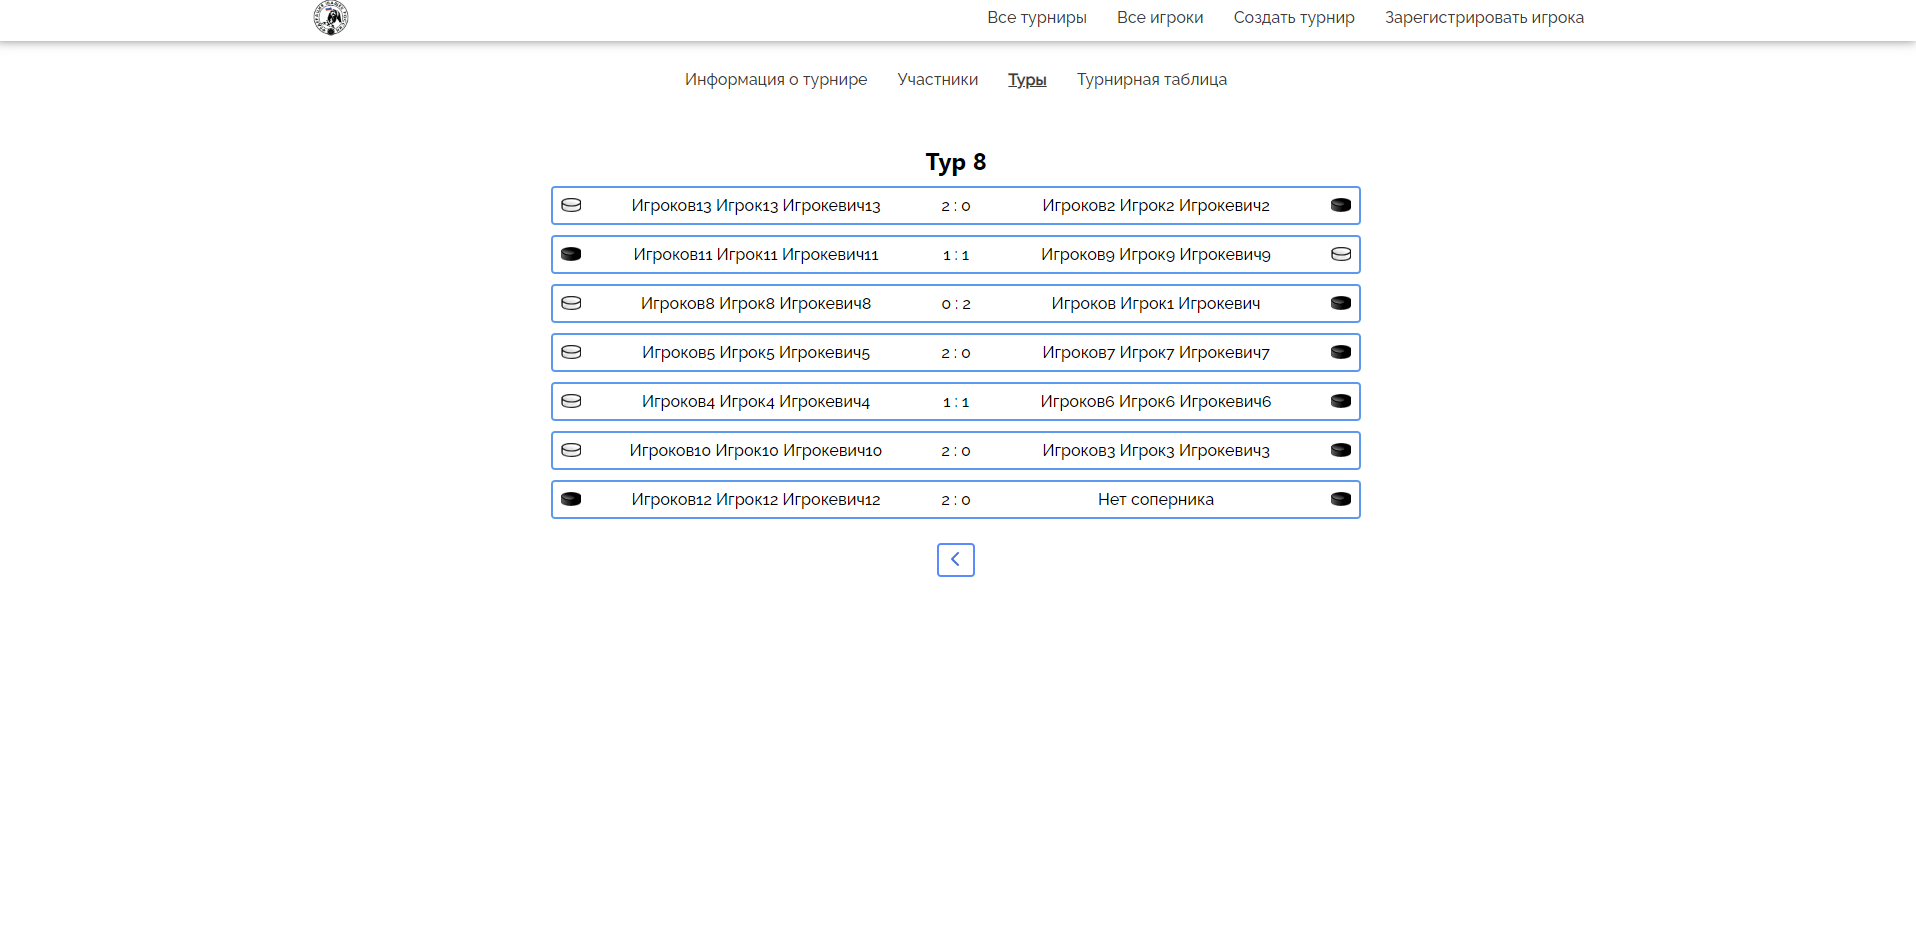 Все турниры Все игроки Создать турнир Зарегистрировать игрока
Информация о турнире Участники Туры Турнирная таблица
Тур 8
Игроков13 Игрок13 Игрокевич13 2 : 0 Игроков2 Игрок2 Игрокевич2
Игроков11 Игрок11 Игрокевич11 1 : 1 Игроков9 Игрок9 Игрокевич9
Игроков8 Игрок8 Игрокевич8 0 : 2 Игроков Игрок1 Игрокевич
Игроков5 Игрок5 Игрокевич5 2 : 0 Игроков7 Игрок7 Игрокевич7
Игроков4 Игрок4 Игрокевич4 1 : 1 Игроков6 Игрок6 Игрокевич6
Игроков10 Игрок10 Игрокевич10 2 : 0 Игроков3 Игрок3 Игрокевич3
Игроков12 Игрок12 Игрокевич12 2 : 0 Нет соперника